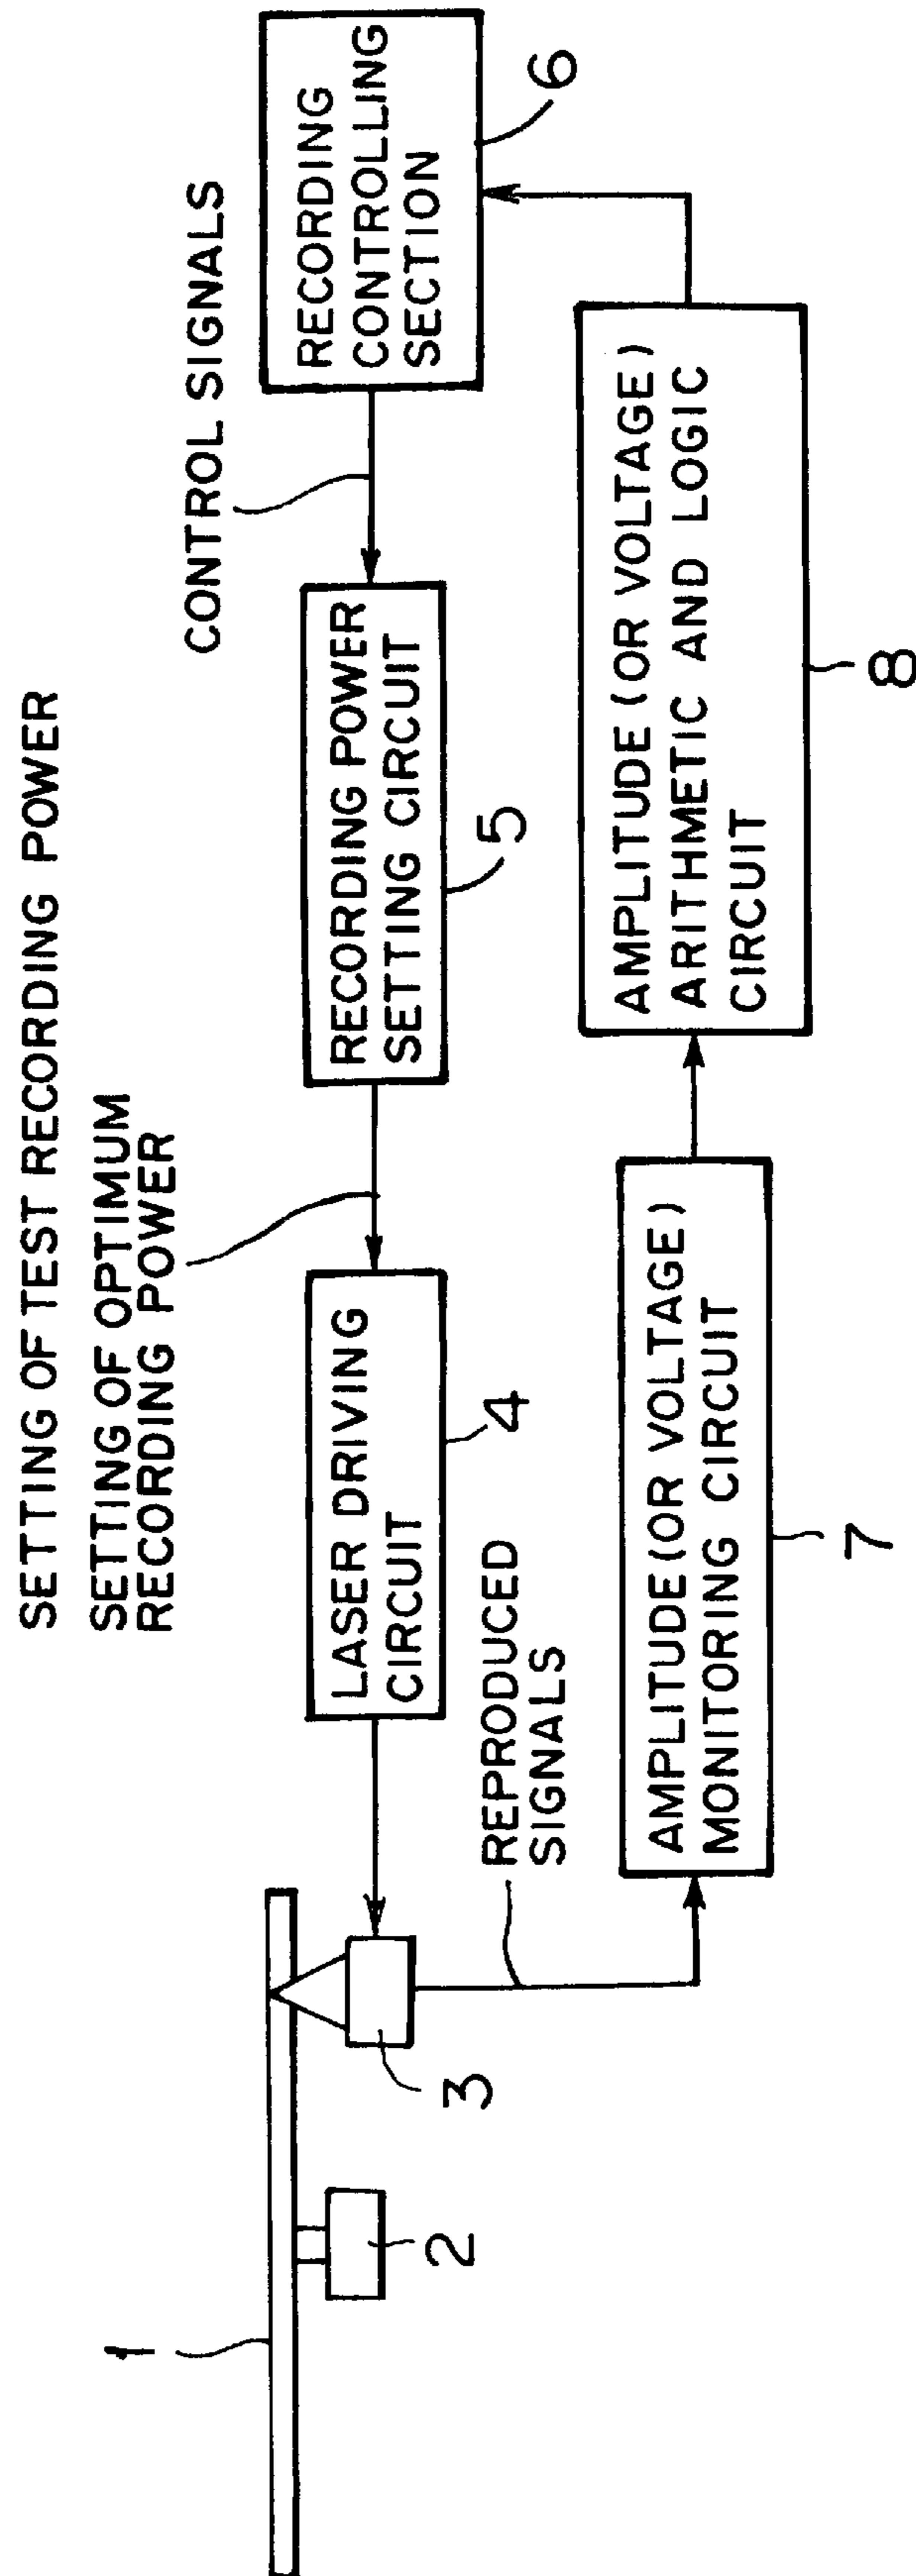 SETTING OF TEST RECORDING POWER
SETTING OF OPTIMUM
RECORDING POWER
CONTROL SIGNALS
1
2
3
LASER DRIVING
CIRCUIT
4
RECORDING POWER
SETTING CIRCUIT
5
RECORDING
CONTROLLING
SECTION
6
REPRODUCED
SIGNALS
AMPLITUDE (OR VOLTAGE)
MONITORING CIRCUIT
7
AMPLITUDE (OR VOLTAGE)
ARITHMETIC AND LOGIC
CIRCUIT
8